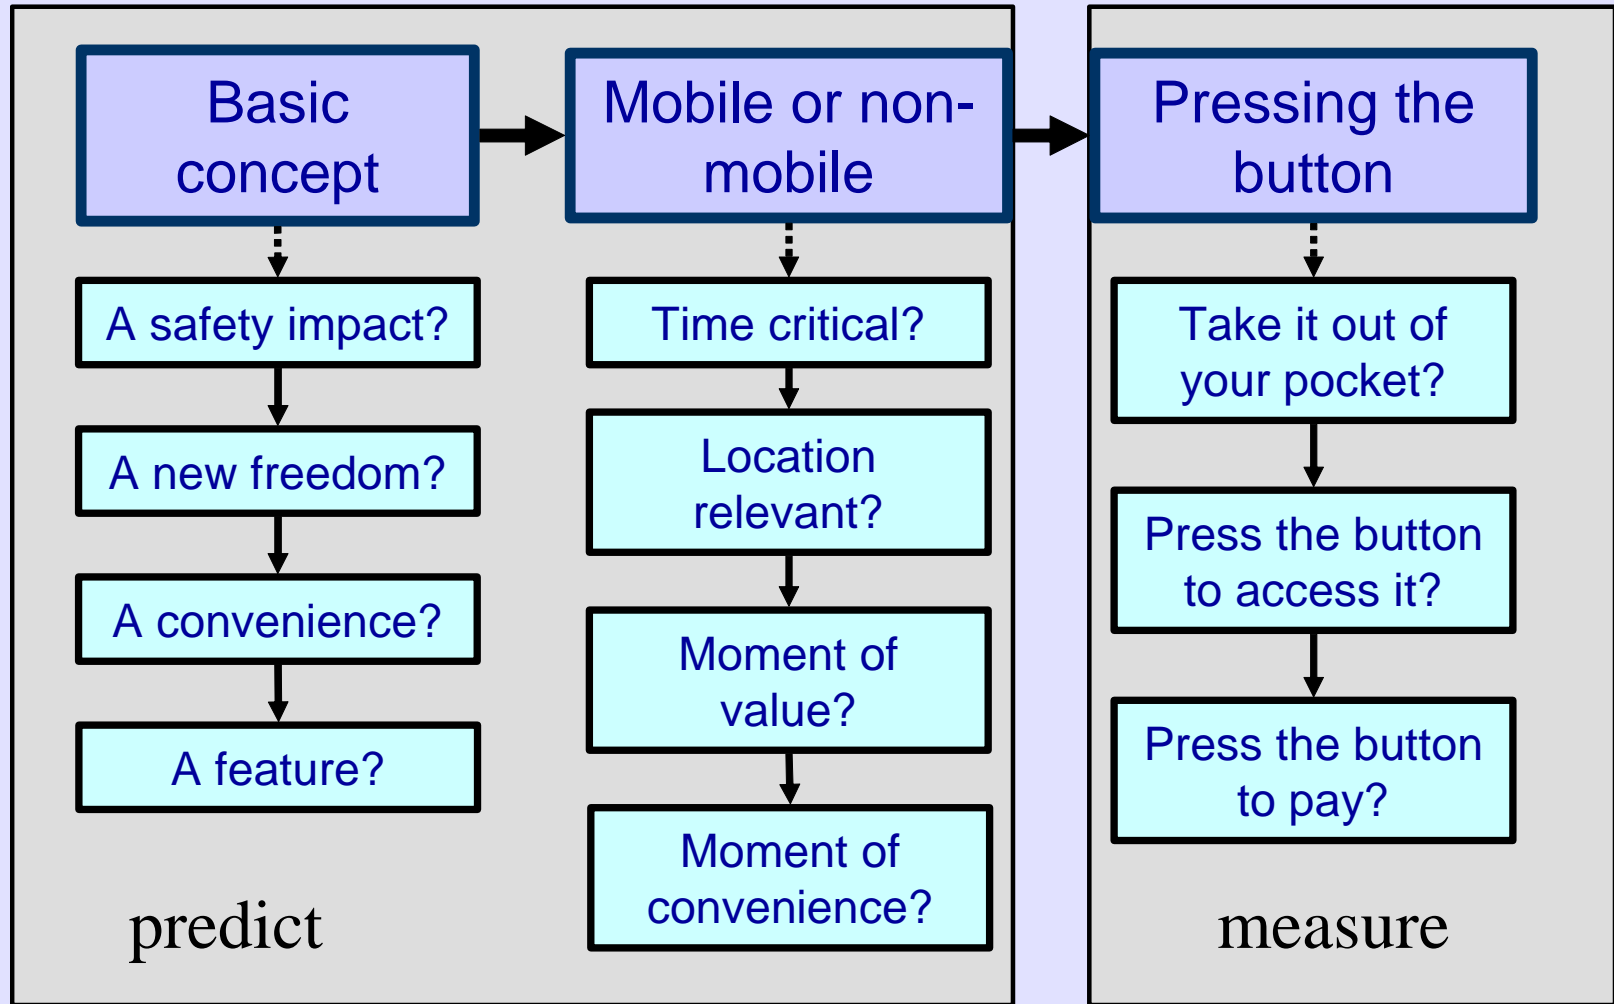 Basic
concept
Mobile or non-
mobile
Pressing the
button
A safety impact?
A new freedom?
A convenience?
A feature?
Time critical?
Location
relevant?
Moment of
value?
Moment of
convenience?
Take it out of
your pocket?
Press the button
to access it?
Press the button
to pay?
predict
measure